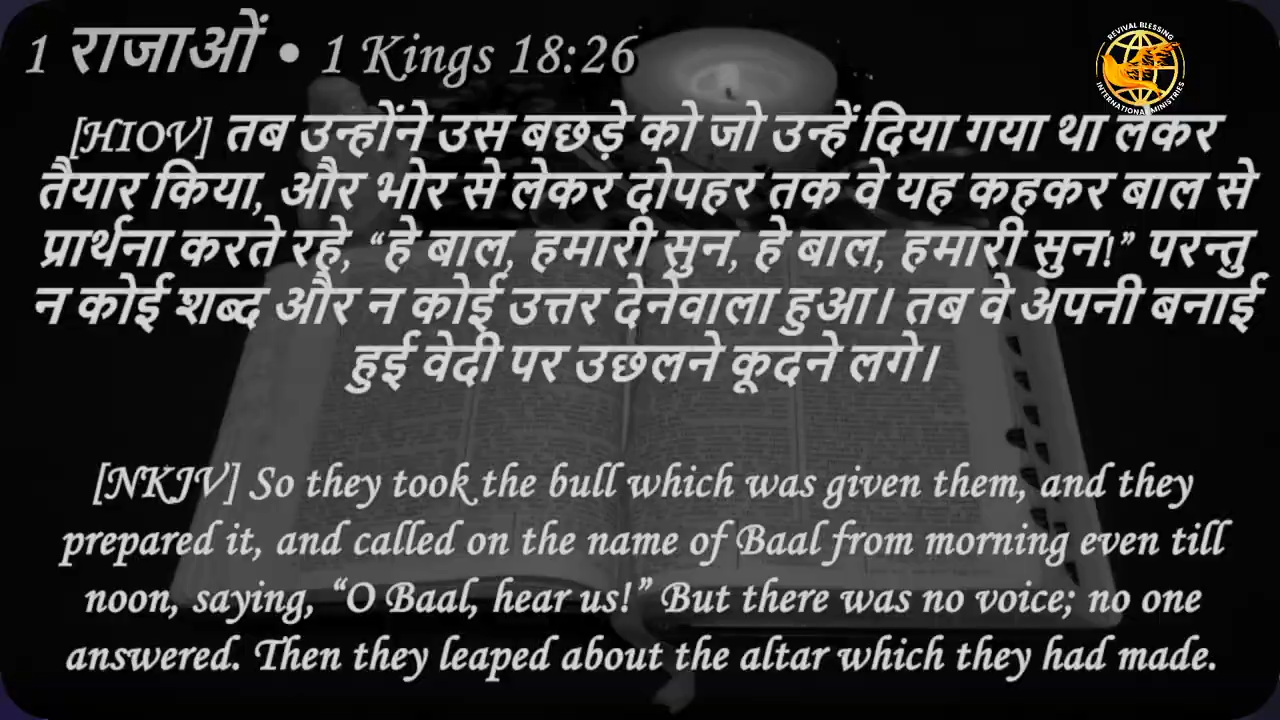 1 राजाओं • 1 Kings 18:26
REVIVAL BLESSING
INTERNATIONAL MINISTRIES
[HIOV] तब उन्होंने उस बछड़े को जो उन्हें दिया गया था लेकर
तैयार किया, और भोर से लेकर दोपहर तक वे यह कहकर बाल से
प्रार्थना करते रहे, “हे बाल, हमारी सुन, हे बाल, हमारी सुन!” परन्तु
न कोई शब्द और न कोई उत्तर देनेवाला हुआ। तब वे अपनी बनाई
हुई वेदी पर उछलने कूदने लगे।
[NKJV] So they took the bull which was given them, and they
prepared it, and called on the name of Baal from morning even till
noon, saying, “O Baal, hear us!” But there was no voice; no one
answered. Then they leaped about the altar which they had made.